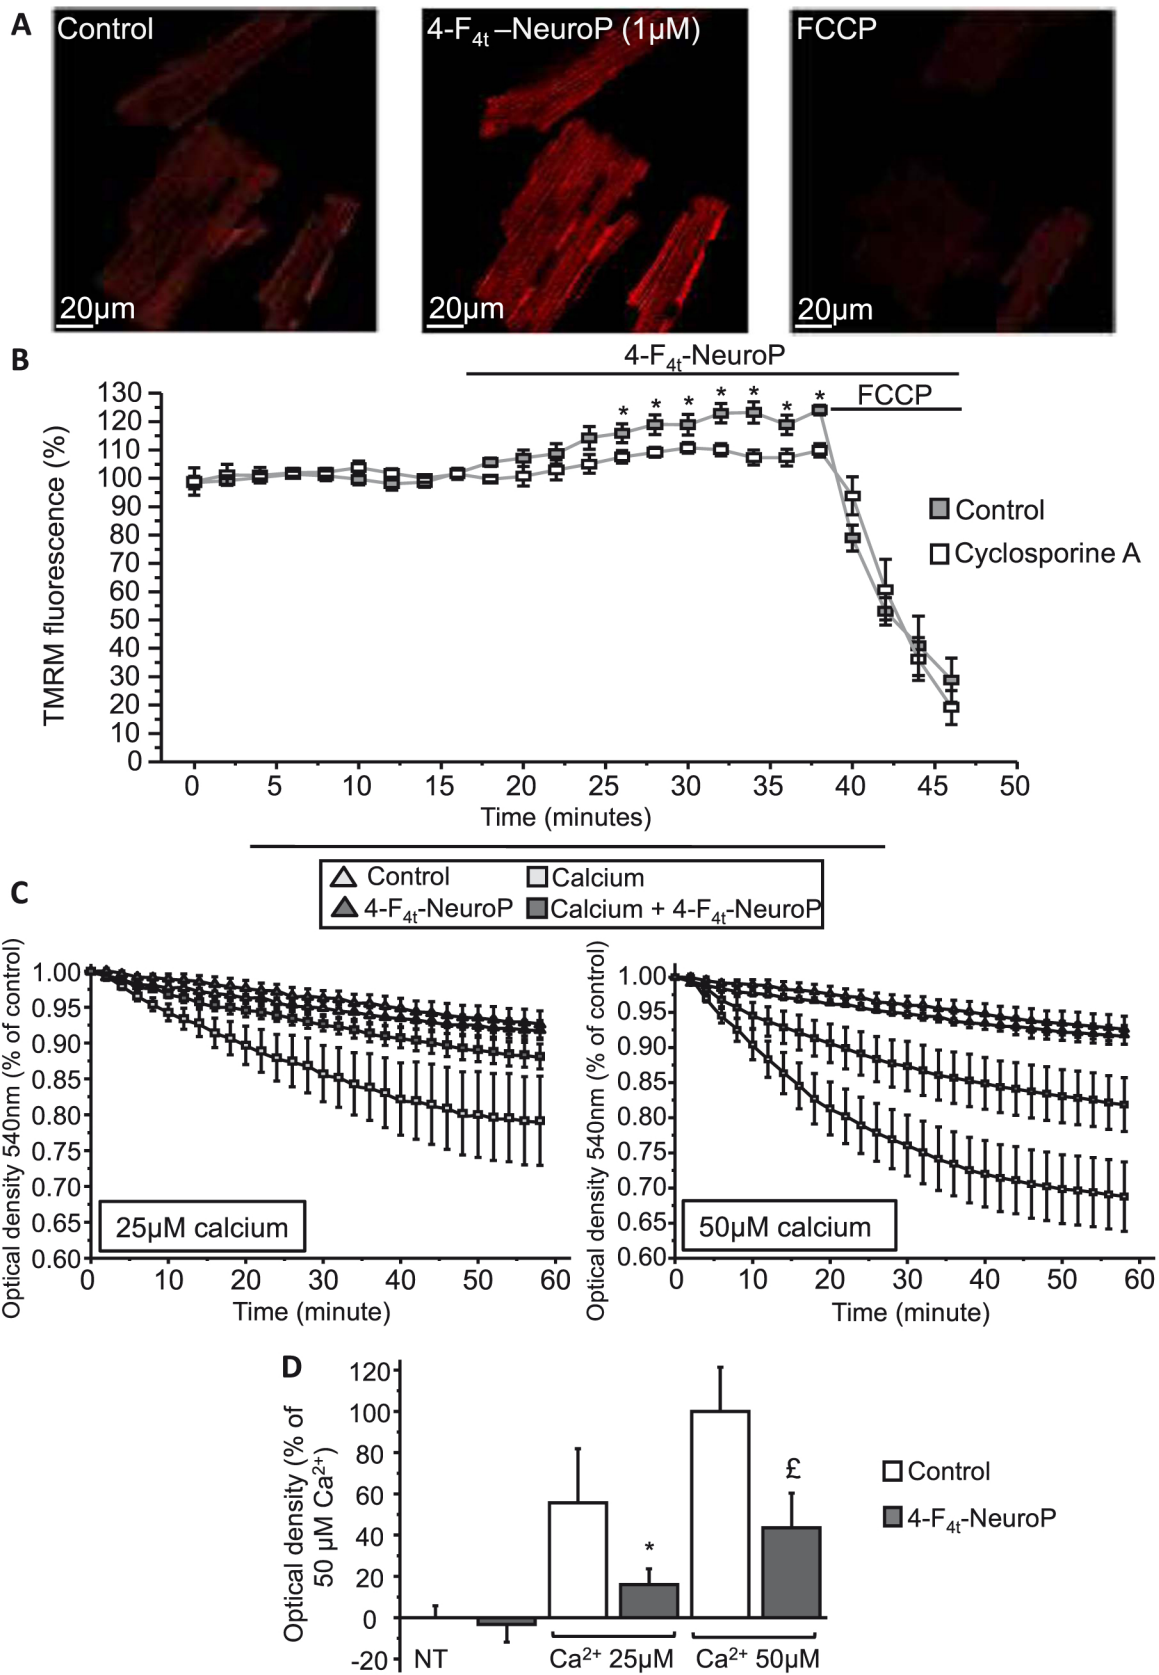 A
Control
4-F4t–NeuroP (1µM)
FCCP
20µm
20µm
20µm
B
4-F4t-NeuroP
FCCP
TMRM fluorescence (%)
130
120
110
100
90
80
70
60
50
40
30
20
10
0
* * * * * * *
Control
Cyclosporine A
0 5 10 15 20 25 30 35 40 45 50
Time (minutes)
C
Control
Calcium
4-F4t-NeuroP
Calcium + 4-F4t-NeuroP
Optical density 540nm (% of control)
1.00
0.95
0.90
0.85
0.80
0.75
0.70
0.65
0.60
25µM calcium
0 10 20 30 40 50 60
Time (minute)
Optical density 540nm (% of control)
1.00
0.95
0.90
0.85
0.80
0.75
0.70
0.65
0.60
50µM calcium
0 10 20 30 40 50 60
Time (minute)
D
Optical density (% of
50 µM Ca2+)
120
100
80
60
40
20
0
-20
*
£
Control
4-F4t-NeuroP
NT
Ca2+ 25µM
Ca2+ 50µM